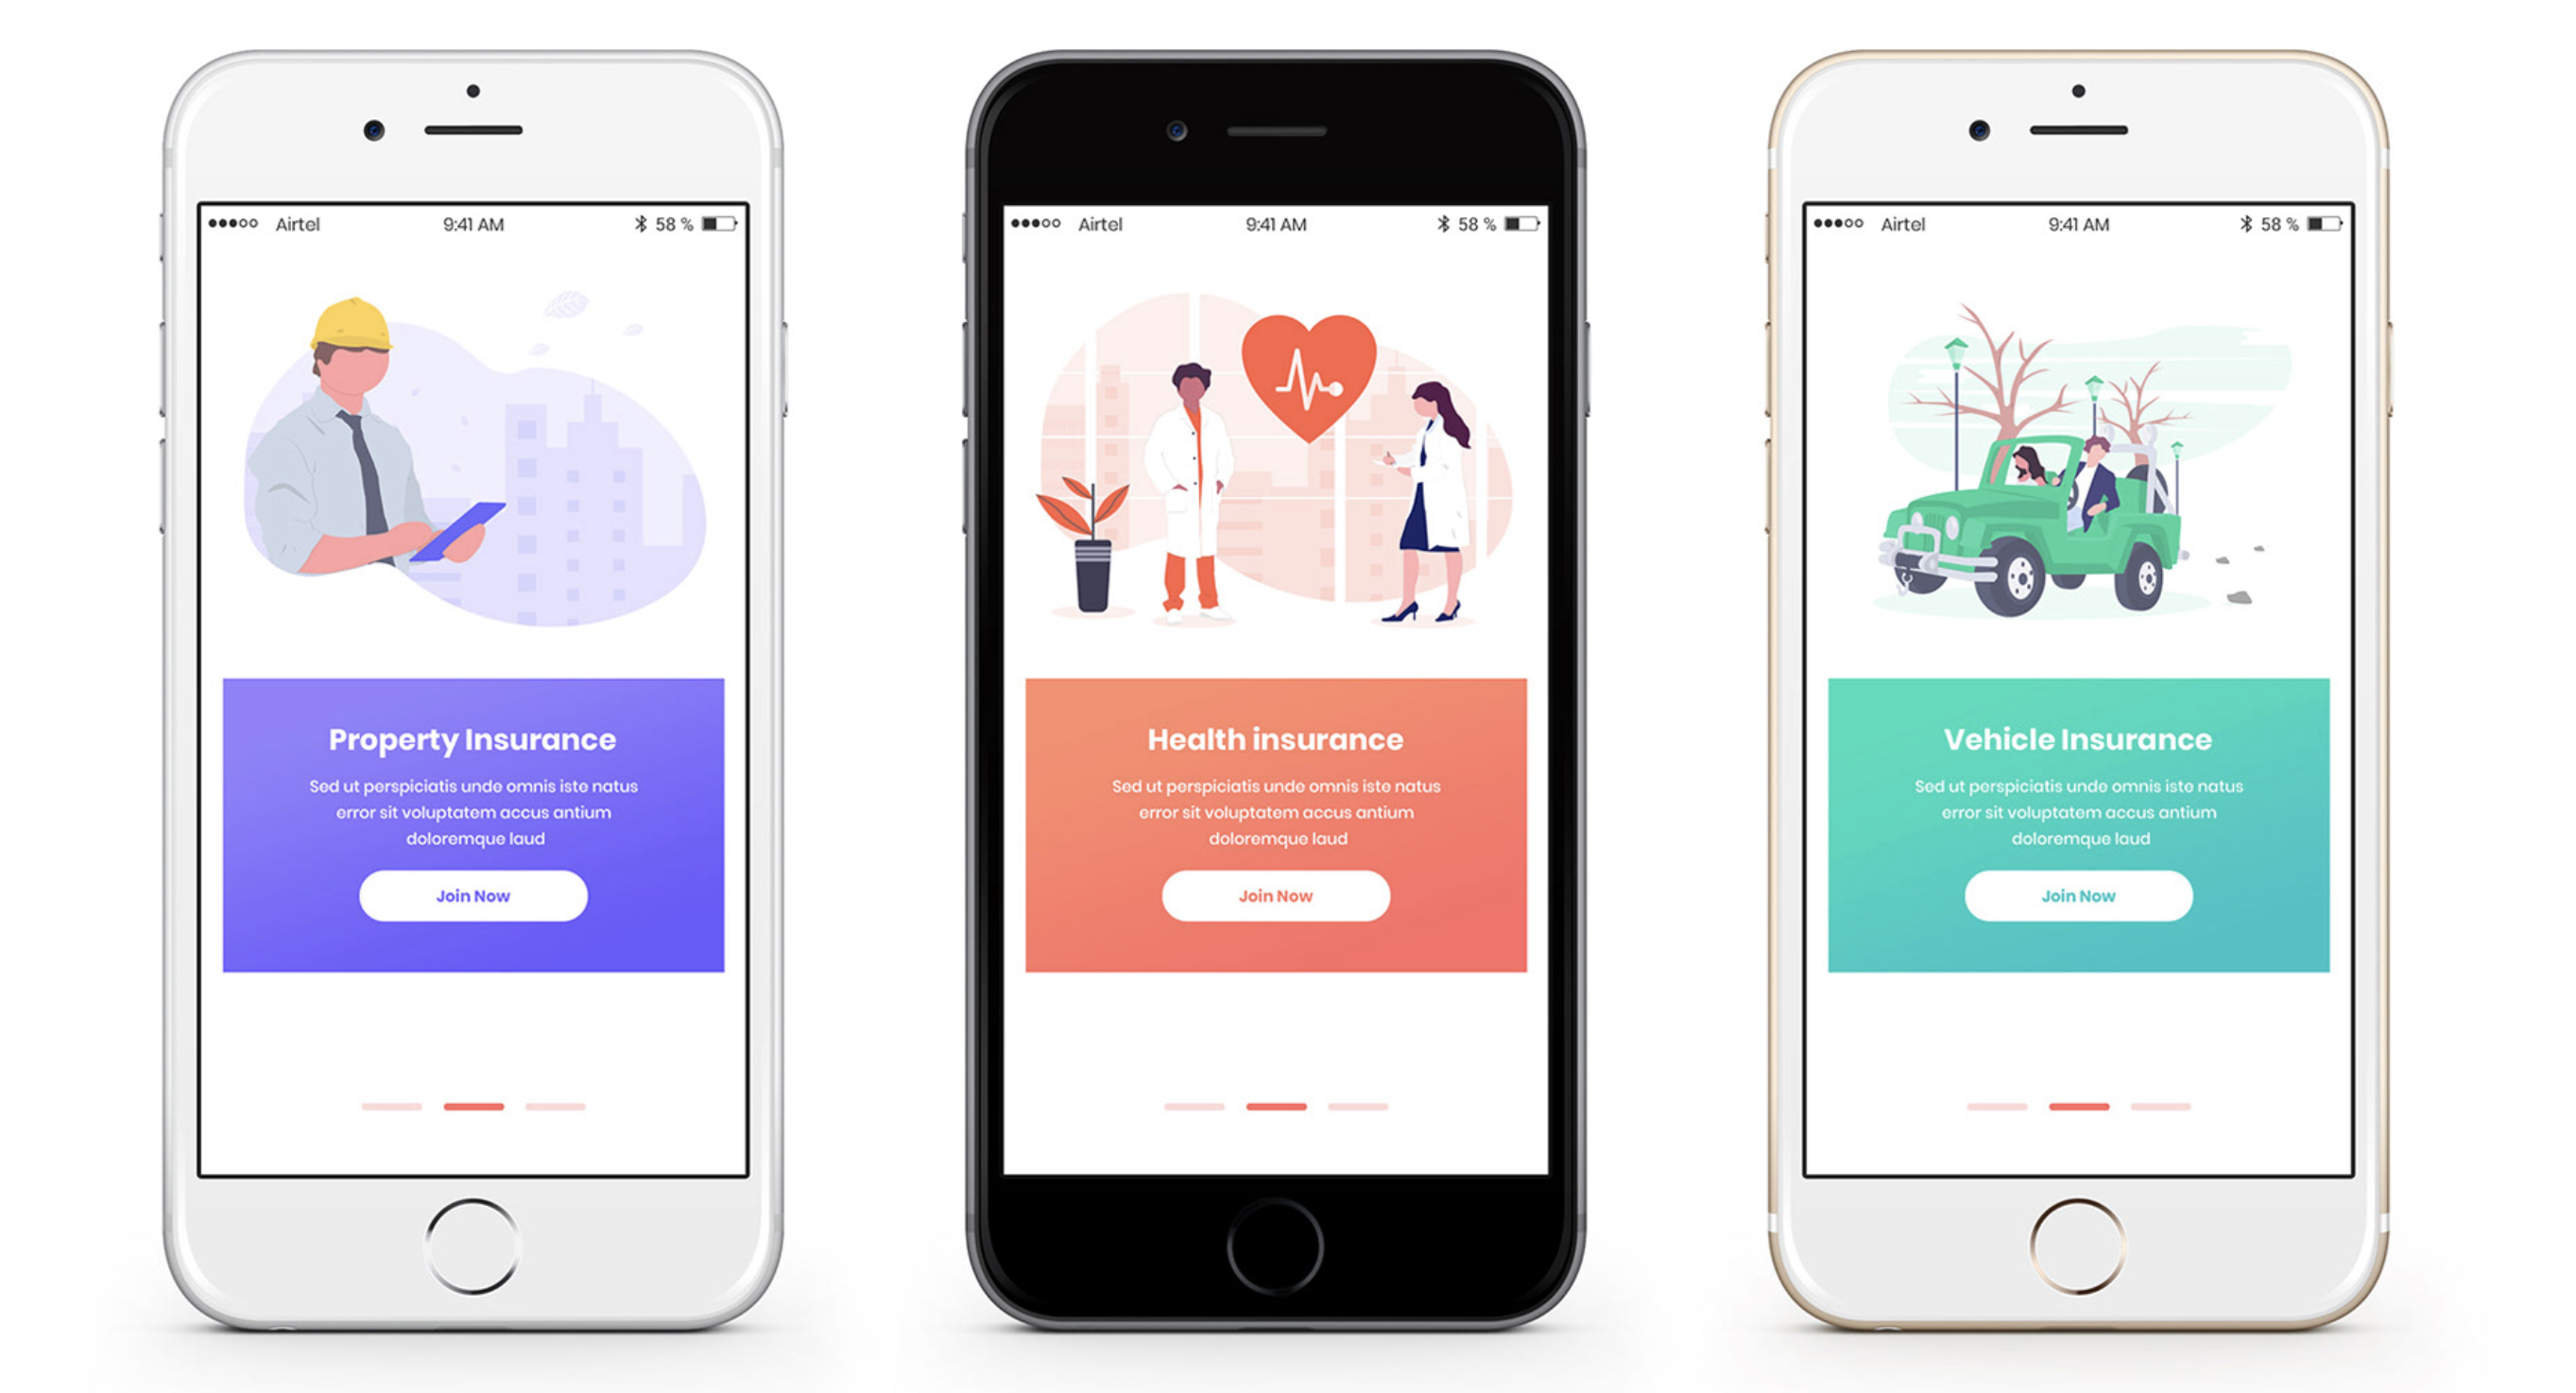 Airtel 9:41 AM 58 %
Property Insurance
Sed ut perspiciatis unde omnis iste natus
error sit voluptatem accus antium
doloremque laud
Join Now
Airtel 9:41 AM 58 %
Health insurance
Sed ut perspiciatis unde omnis iste natus
error sit voluptatem accus antium
doloremque laud
Join Now
Airtel 9:41 AM 58 %
Vehicle Insurance
Sed ut perspiciatis unde omnis iste natus
error sit voluptatem accus antium
doloremque laud
Join Now